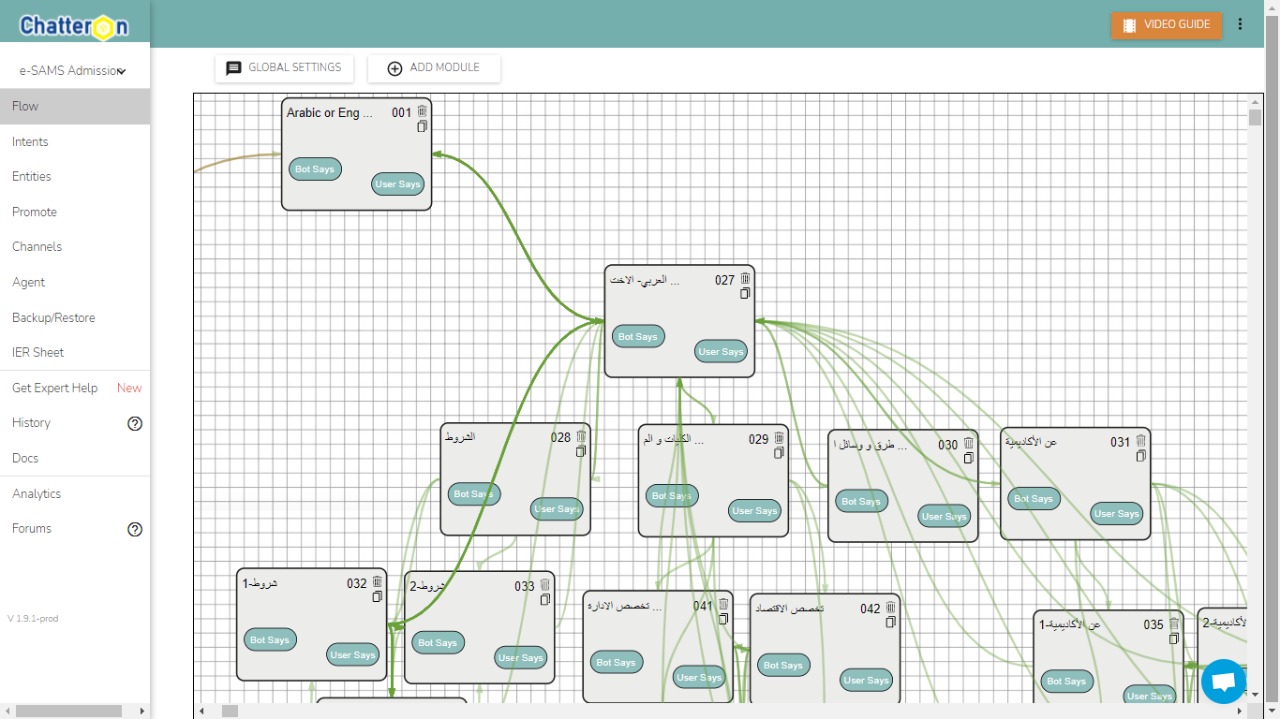 Chatteron
VIDEO GUIDE
e-SAMS Admission
GLOBAL SETTINGS
ADD MODULE
Flow
Intents
Entities
Promote
Channels
Agent
Backup/Restore
IER Sheet
Get Expert Help New
History
Docs
Analytics
Forums
V 1.9.1-prod
Arabic or Eng ... 001
Bot Says
User Says
العربي- الاخت ... 027
Bot Says
User Says
الشروط 028
Bot Says
User Says
الكليات و الم ... 029
Bot Says
User Says
طرق و وسائل ا ... 030
Bot Says
User Says
عن الأكاديمية 031
Bot Says
User Says
شروط-1 032
Bot Says
User Says
شروط-2 033
Bot Says
User Says
تخصص الاداره ... 041
Bot Says
User Says
تخصص الاقتصاد 042
Bot Says
User Says
عن الأكاديمية-1 035
Bot Says
User Says